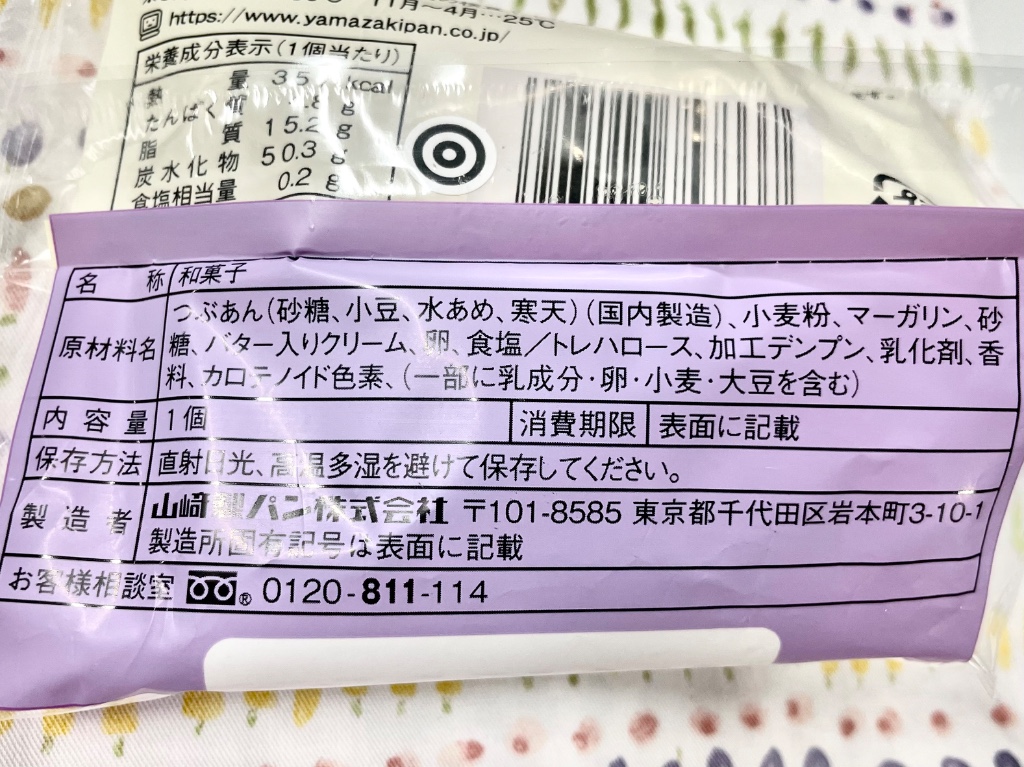 11月〜4月…25℃
https://www.yamazakipan.co.jp/
栄養成分表示(1個当たり)
熱 量 kcal
たんぱく質 g
脂 質 15.2 g
炭水化物 50.3 g
食塩相当量 0.2 g
名 称 和菓子
原材料名 つぶあん(砂糖、小豆、水あめ、寒天)(国内製造)、小麦粉、マーガリン、砂
糖、バター入りクリーム、卵、食塩/トレハロース、加工デンプン、乳化剤、香
料、カロテノイド色素、(一部に乳成分・卵・小麦・大豆を含む)
内容量 1個 消費期限 表面に記載
保存方法 直射日光、高温多湿を避けて保存してください。
製造者 山崎製パン株式会社 〒101-8585 東京都千代田区岩本町3-10-1
製造所固有記号は表面に記載
お客様相談室 ® 0120-811-114